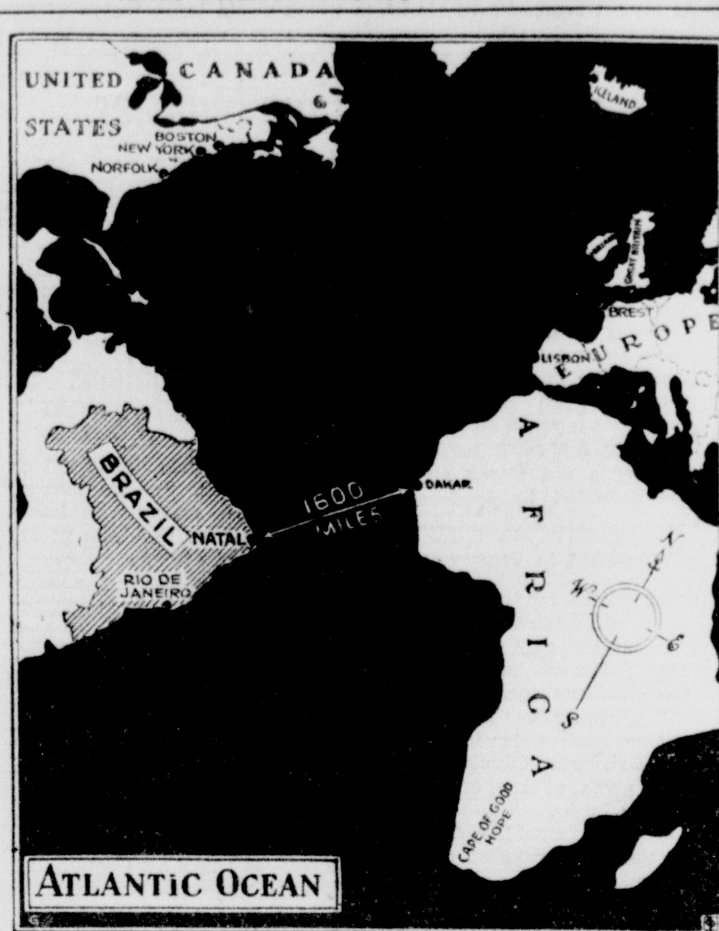 UNITED
STATES
CANADA
BOSTON
NEW YORK
NORFOLK
ICELAND
GREAT BRITAIN
BREST
LISBON
EUROPE
AFRICA
DAKAR
1600
MILES
BRAZIL
NATAL
RIO DE
JANEIRO
N
W
E
S
CAPE OF GOOD
HOPE
ATLANTIC OCEAN